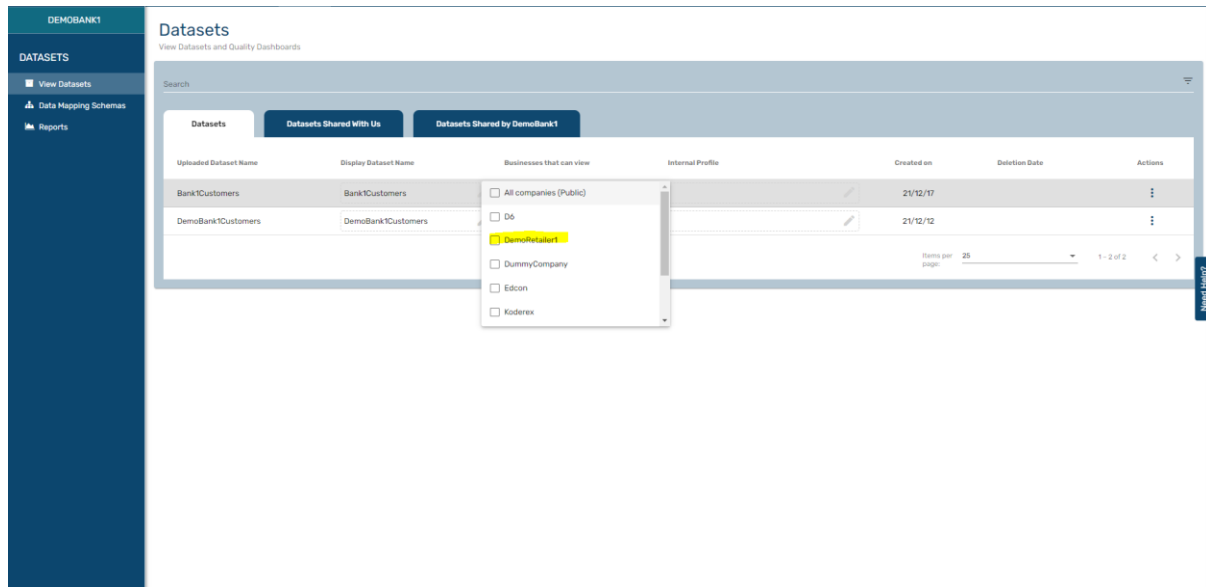 DEMOBANK1
DATASETS
View Datasets
Data Mapping Schemas
Reports
Datasets
View Datasets and Quality Dashboards
Search
Datasets Datasets Shared With Us Datasets Shared by DemoBank1
Uploaded Dataset Name Display Dataset Name Businesses that can view Internal Profile Created on Deletion Date Actions
Bank1Customers Bank1Customers 21/12/17
DemoBank1Customers DemoBank1Customers 21/12/12
All companies (Public)
D6
DemoRetailer1
DummyCompany
Edcon
Koderex
Items per page: 25 1 - 2 of 2
Need Help?